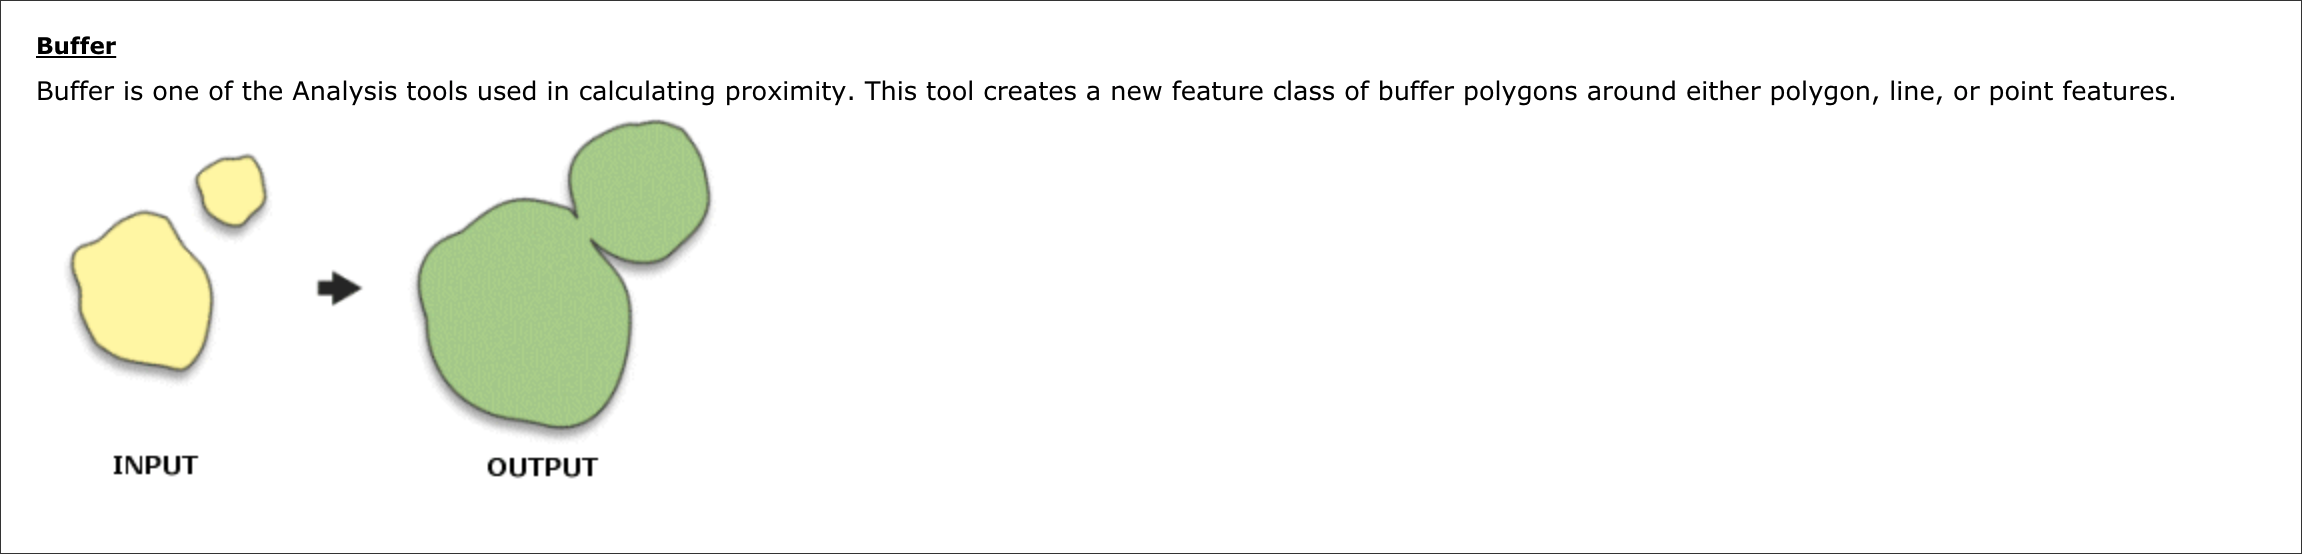 Buffer
Buffer is one of the Analysis tools used in calculating proximity. This tool creates a new feature class of buffer polygons around either polygon, line, or point features.
INPUT
OUTPUT